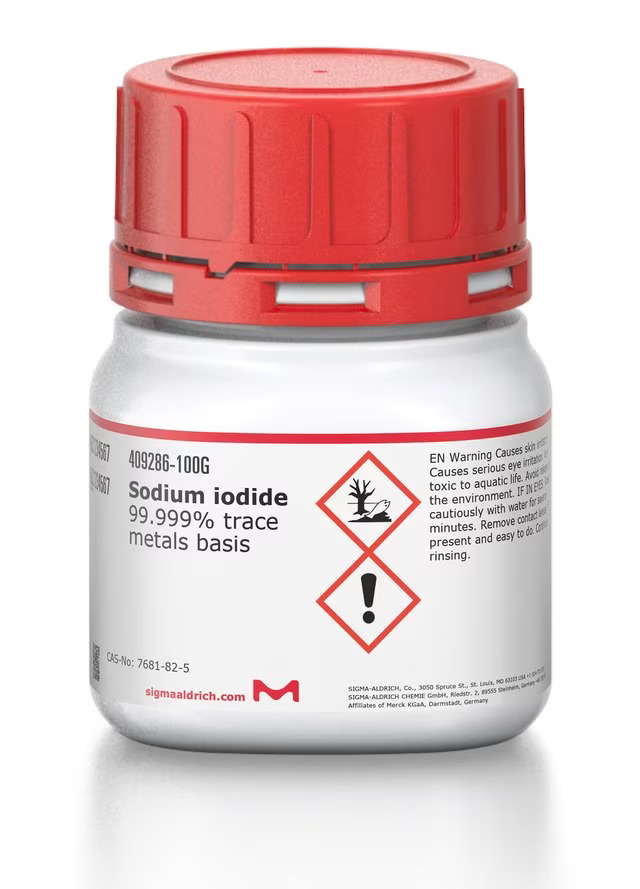 409286-100G
Sodium iodide
99.999% trace
metals basis
CAS-No: 7681-82-5
sigmaaldrich.com M
EN Warning Causes skin
Causes serious eye irritation.
toxic to aquatic life. Avoid
the environment. IF IN EYES:
cautiously with water for
minutes. Remove contact
present and easy to do.
rinsing.
SIGMA-ALDRICH, Co., 3050 Spruce St., St. Louis, MO 63103 USA
SIGMA-ALDRICH CHEMIE GmbH, Riedstr. 2, 89555 Steinheim, Germany
Affiliates of Merck KGaA, Darmstadt, Germany